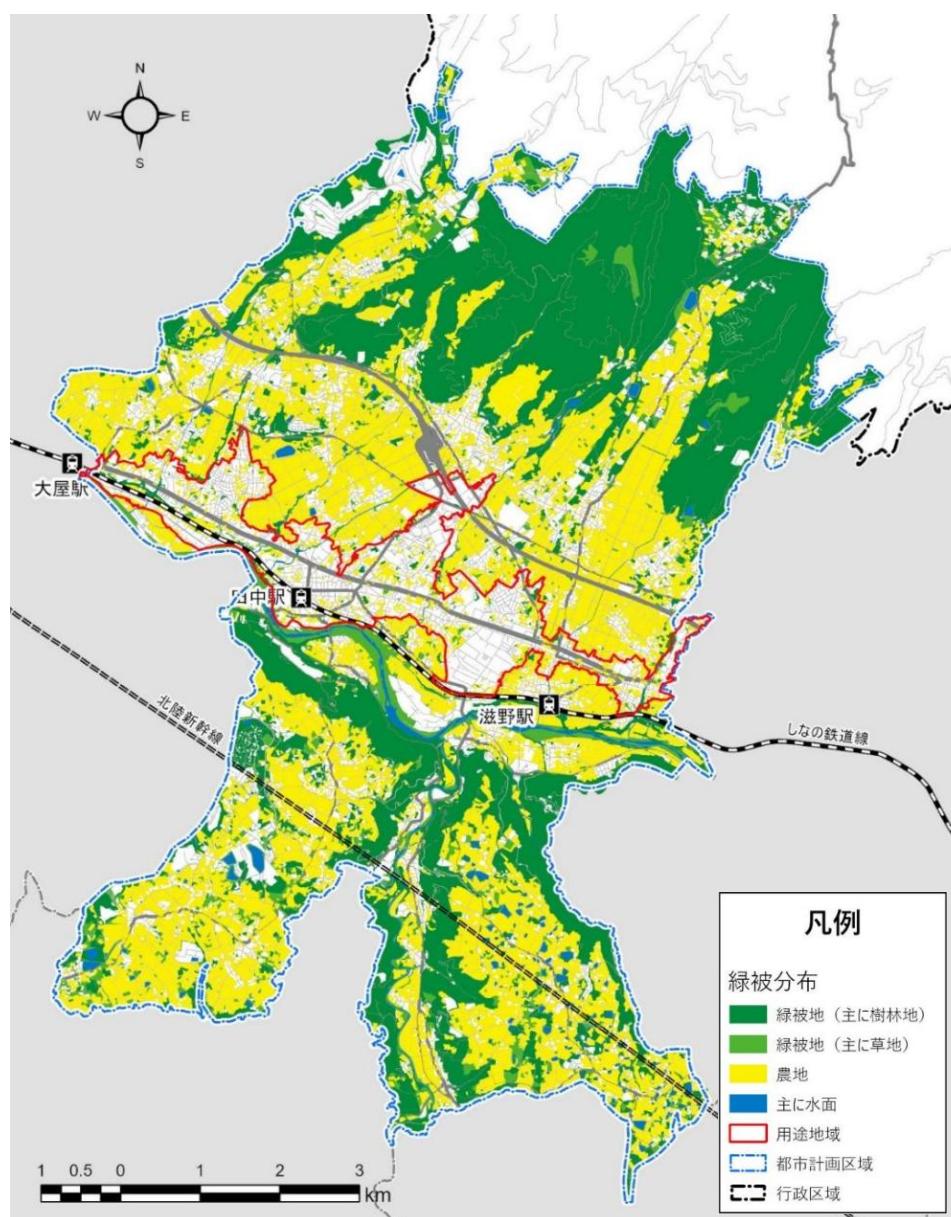 N
W
E
S
大屋駅
田中駅
滋野駅
北陸新幹線
しなの鉄道線
凡例
緑被分布
緑被地（主に樹林地）
緑被地（主に草地）
農地
主に水面
用途地域
都市計画区域
行政区域
1 0.5 0 1 2 3
km